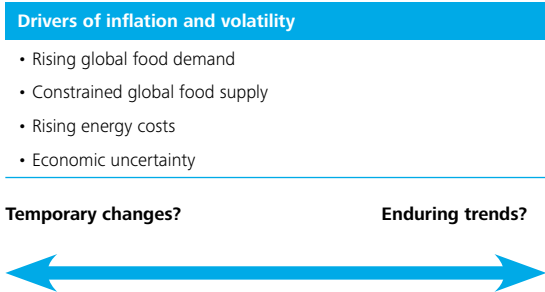 Drivers of inflation and volatility
• Rising global food demand
• Constrained global food supply
• Rising energy costs
• Economic uncertainty
Temporary changes? Enduring trends?